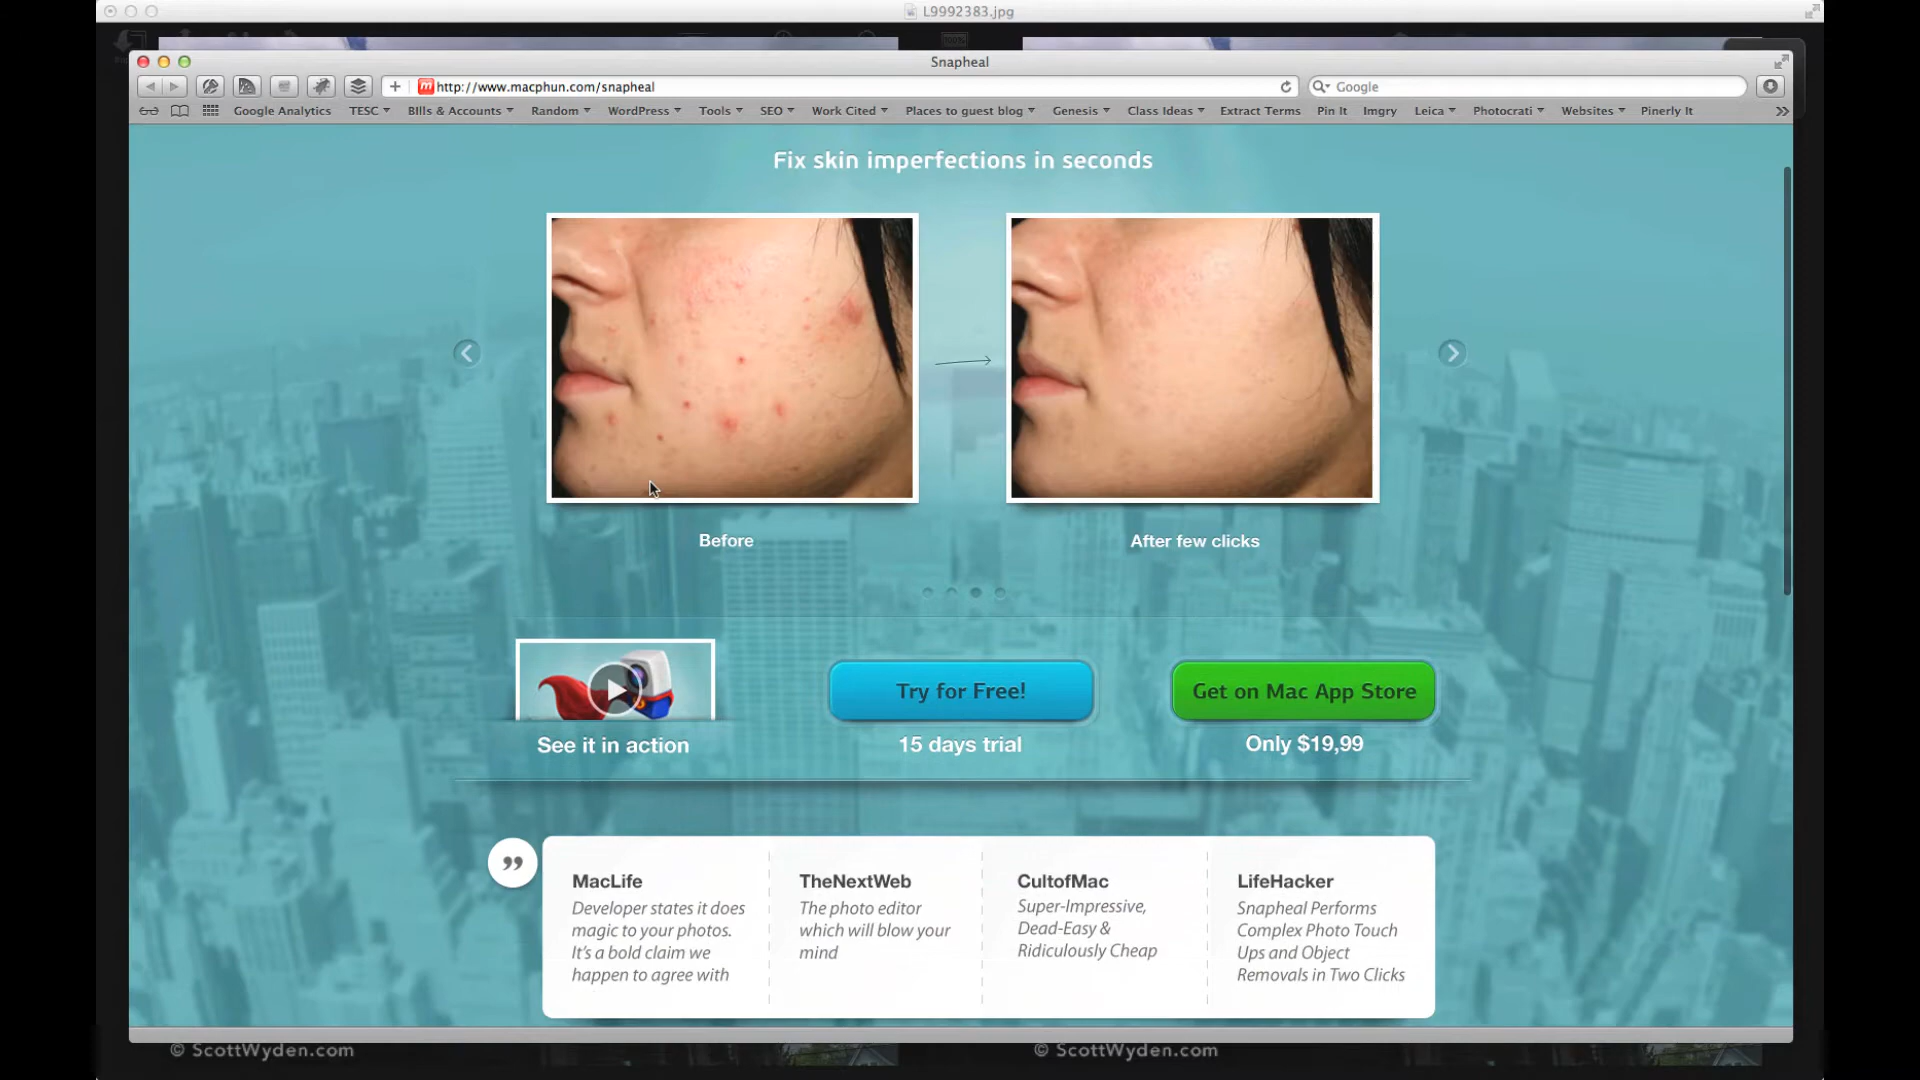 L9992383.jpg
Snapheal
http://www.macphun.com/snapheal
Google
Google Analytics TESC BIlls & Accounts Random WordPress Tools SEO Work Cited Places to guest blog Genesis Class Ideas Extract Terms Pin It Imgry Leica Photocrati Websites Pinerly It
Fix skin imperfections in seconds
Before
After few clicks
See it in action
Try for Free!
15 days trial
Get on Mac App Store
Only $19,99
MacLife
Developer states it does
magic to your photos.
It's a bold claim we
happen to agree with
TheNextWeb
The photo editor
which will blow your
mind
CultofMac
Super-Impressive,
Dead-Easy &
Ridiculously Cheap
LifeHacker
Snapheal Performs
Complex Photo Touch
Ups and Object
Removals in Two Clicks
© ScottWyden.com
© ScottWyden.com